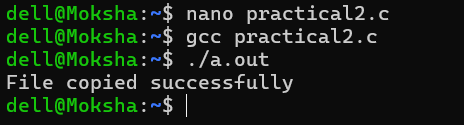 dell@Moksha:~$ nano practical2.c
dell@Moksha:~$ gcc practical2.c
dell@Moksha:~$ ./a.out
File copied successfully
dell@Moksha:~$